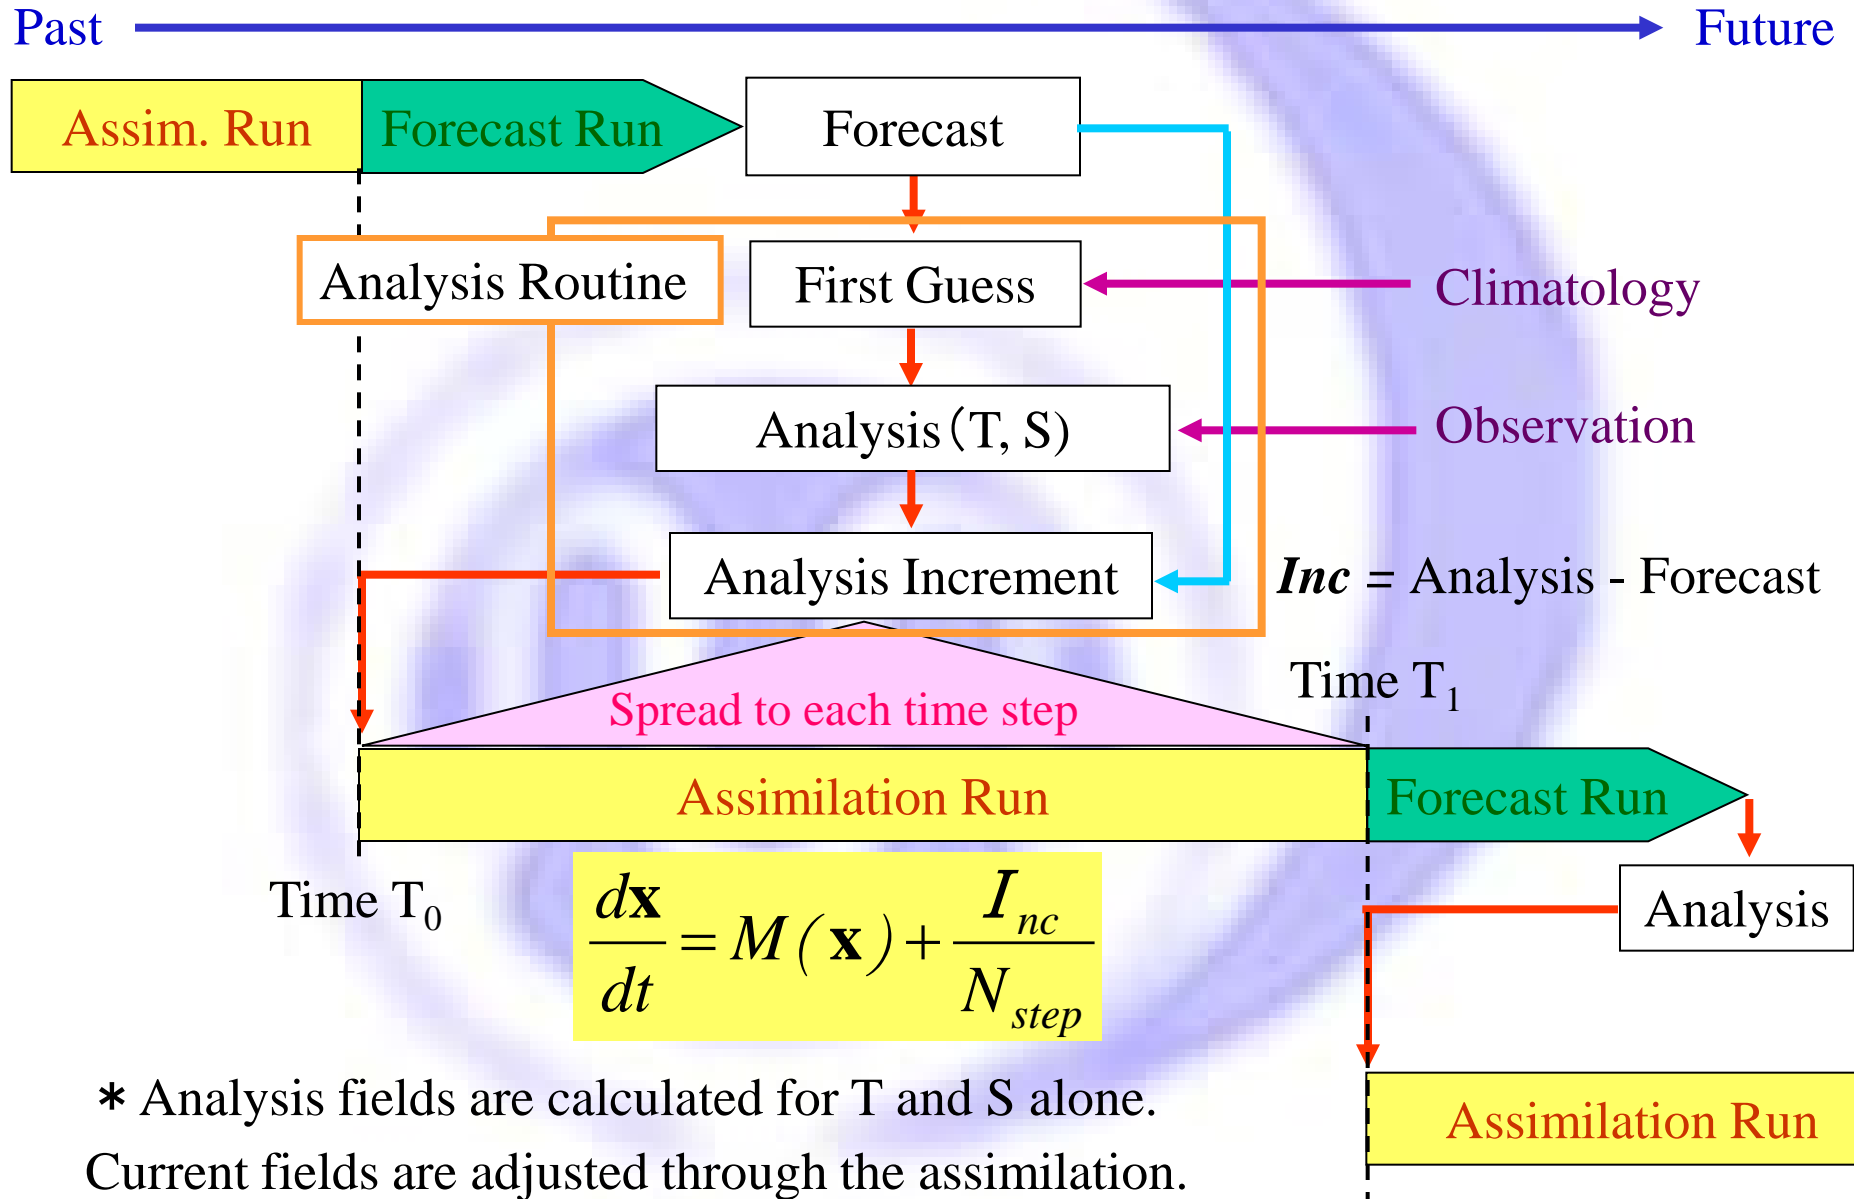 Past Future
Assim. Run Forecast Run Forecast
Analysis Routine First Guess Climatology
Analysis（T, S) Observation
Analysis Increment Inc = Analysis - Forecast
Time T1
Spread to each time step
Assimilation Run Forecast Run
Time T0 Analysis
dx/dt = M( x ) + Inc/Nstep
* Analysis fields are calculated for T and S alone.
Assimilation Run
Current fields are adjusted through the assimilation.